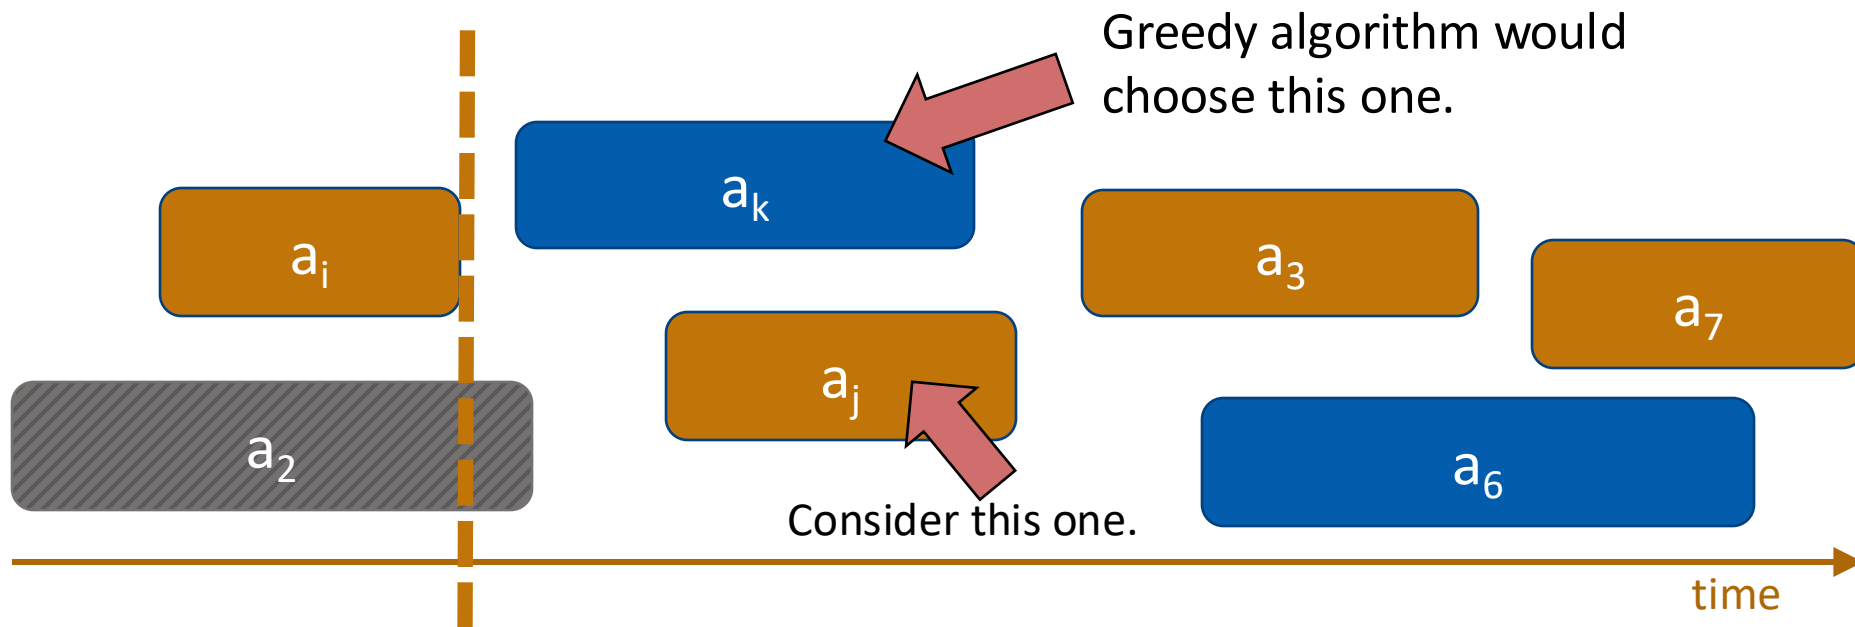 Greedy algorithm would
choose this one.
aₖ
aᵢ
a₃
a₇
aⱼ
a₂
a₆
Consider this one.
time